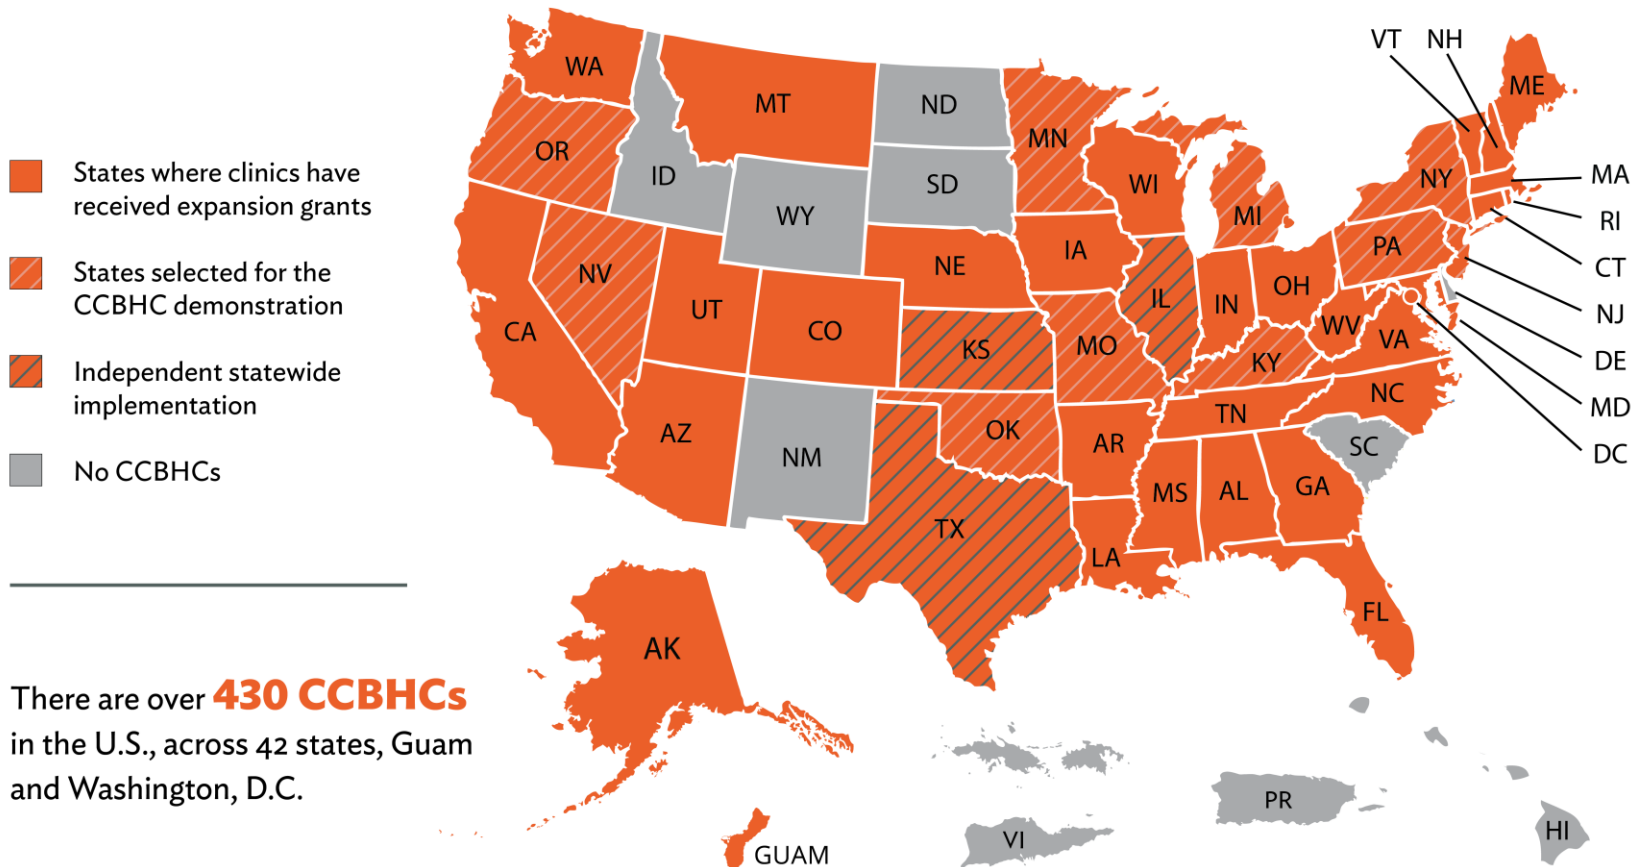 States where clinics have
received expansion grants
States selected for the
CCBHC demonstration
Independent statewide
implementation
No CCBHCs
There are over 430 CCBHCs
in the U.S., across 42 states, Guam
and Washington, D.C.
WA
MT
ND
MN
OR
ID
WY
SD
WI
MI
NY
VT
NH
ME
MA
RI
CT
NJ
DE
MD
DC
NV
UT
CO
NE
IA
IL
IN
OH
PA
CA
AZ
NM
KS
MO
KY
WV
VA
OK
AR
TN
NC
SC
TX
LA
MS
AL
GA
FL
AK
GUAM
VI
PR
HI